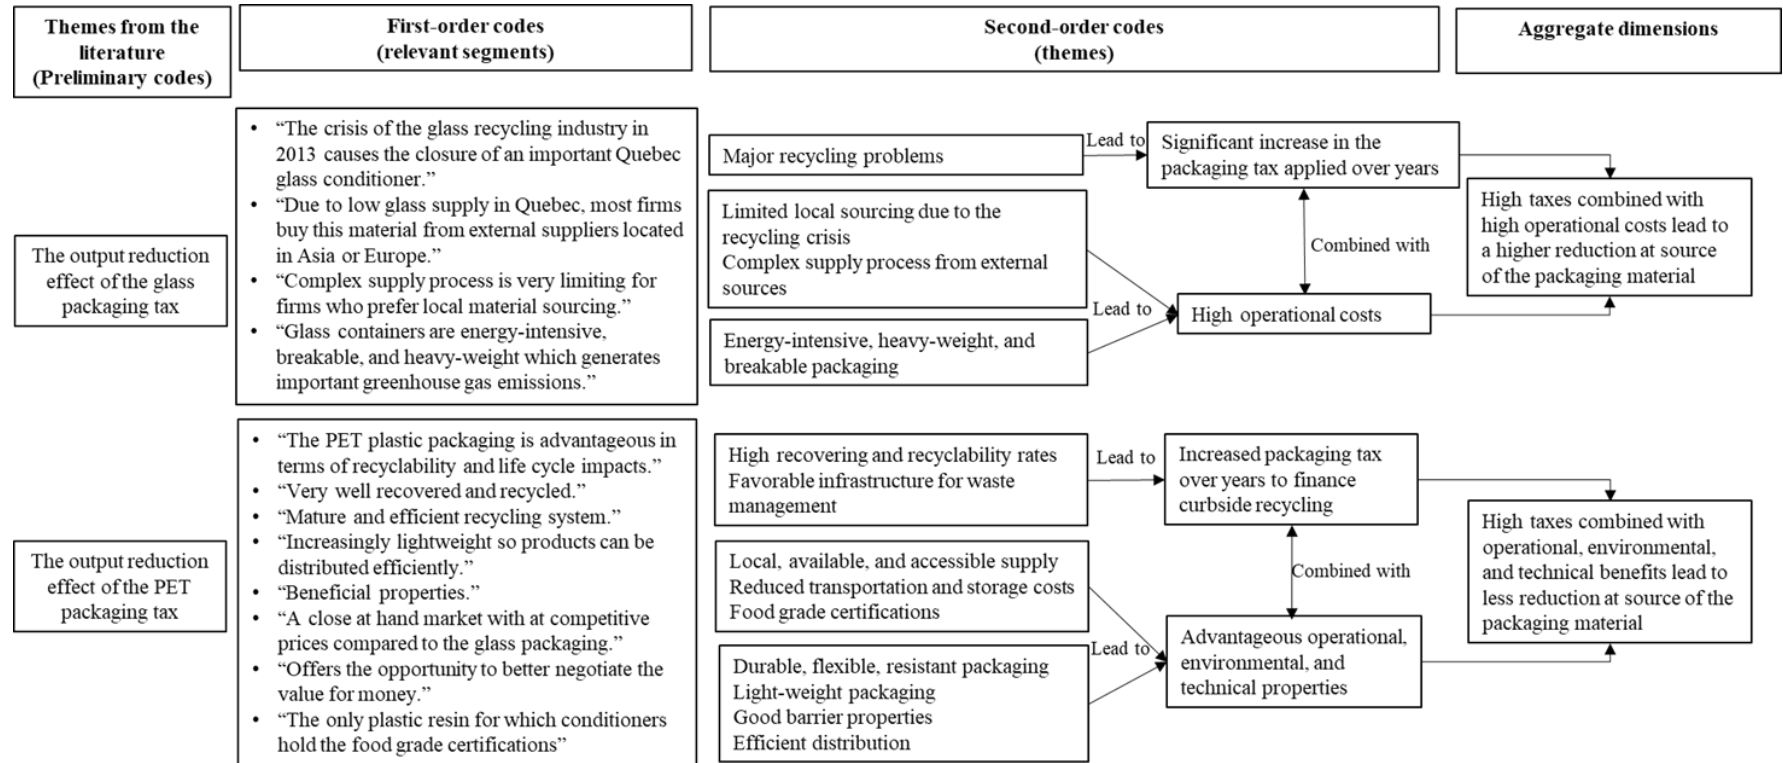 Themes from the
literature
(Preliminary codes)
First-order codes
(relevant segments)
Second-order codes
(themes)
Aggregate dimensions
The output reduction
effect of the glass
packaging tax
• “The crisis of the glass recycling industry in
2013 causes the closure of an important Quebec
glass conditioner.”
• “Due to low glass supply in Quebec, most firms
buy this material from external suppliers located
in Asia or Europe.”
• “Complex supply process is very limiting for
firms who prefer local material sourcing.”
• “Glass containers are energy-intensive,
breakable, and heavy-weight which generates
important greenhouse gas emissions.”
Major recycling problems
Lead to
Significant increase in the
packaging tax applied over years
Limited local sourcing due to the
recycling crisis
Complex supply process from external
sources
Combined with
Lead to
High operational costs
Energy-intensive, heavy-weight, and
breakable packaging
High taxes combined with
high operational costs lead to
a higher reduction at source
of the packaging material
The output reduction
effect of the PET
packaging tax
• “The PET plastic packaging is advantageous in
terms of recyclability and life cycle impacts.”
• “Very well recovered and recycled.”
• “Mature and efficient recycling system.”
• “Increasingly lightweight so products can be
distributed efficiently.”
• “Beneficial properties.”
• “A close at hand market with at competitive
prices compared to the glass packaging.”
• “Offers the opportunity to better negotiate the
value for money.”
• “The only plastic resin for which conditioners
hold the food grade certifications”
High recovering and recyclability rates
Favorable infrastructure for waste
management
Lead to
Increased packaging tax
over years to finance
curbside recycling
Local, available, and accessible supply
Reduced transportation and storage costs
Food grade certifications
Combined with
Lead to
Durable, flexible, resistant packaging
Light-weight packaging
Good barrier properties
Efficient distribution
Advantageous operational,
environmental, and
technical properties
High taxes combined with
operational, environmental,
and technical benefits lead to
less reduction at source of the
packaging material